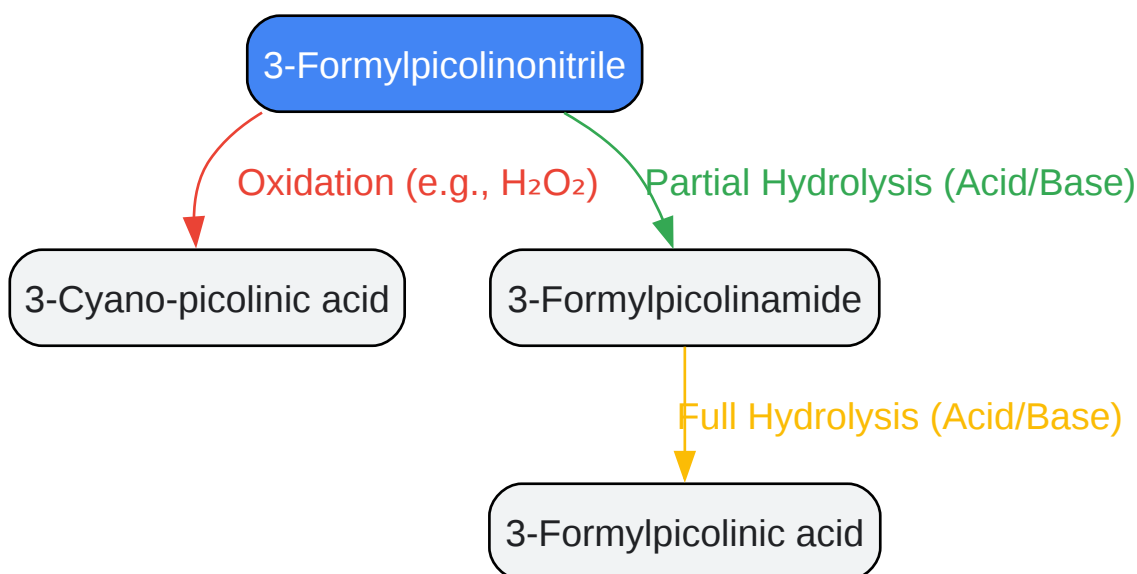 3-Formylpicolinonitrile
Oxidation (e.g., H₂O₂)
Partial Hydrolysis (Acid/Base)
3-Cyano-picolinic acid
3-Formylpicolinamide
Full Hydrolysis (Acid/Base)
3-Formylpicolinic acid